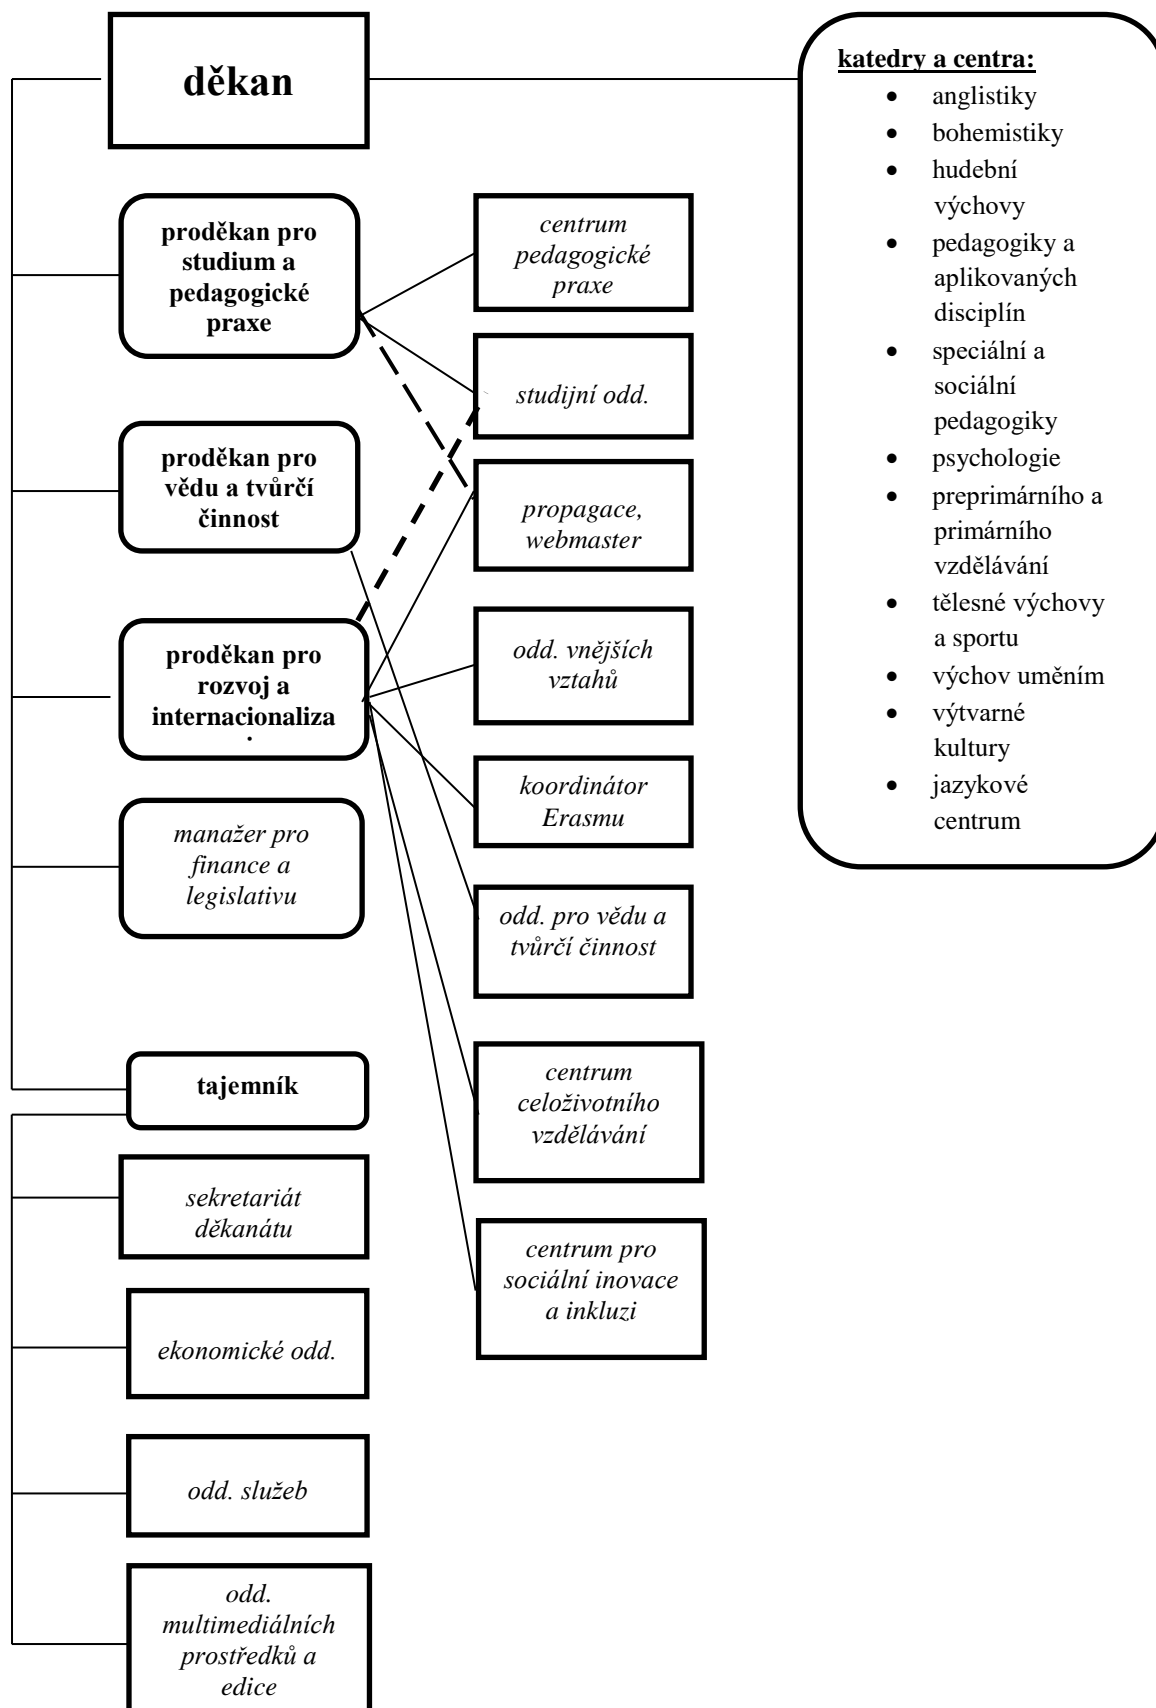 děkan
proděkan pro
studium a
pedagogické
praxe
proděkan pro
vědu a tvůrčí
činnost
proděkan pro
rozvoj a
internacionaliza
manažer pro
finance a
legislativu
tajemník
sekretariát
děkanátu
ekonomické odd.
odd. služeb
odd.
multimediálních
prostředků a
edice
centrum
pedagogické
praxe
studijní odd.
propagace,
webmaster
odd. vnějších
vztahů
koordinátor
Erasmu
odd. pro vědu a
tvůrčí činnost
centrum
celoživotního
vzdělávání
centrum pro
sociální inovace
a inkluzi
katedry a centra:
• anglistiky
• bohemistiky
• hudební
výchovy
• pedagogiky a
aplikovaných
disciplín
• speciální a
sociální
pedagogiky
• psychologie
• preprimárního a
primárního
vzdělávání
• tělesné výchovy
a sportu
• výchov uměním
• výtvarné
kultury
• jazykové
centrum